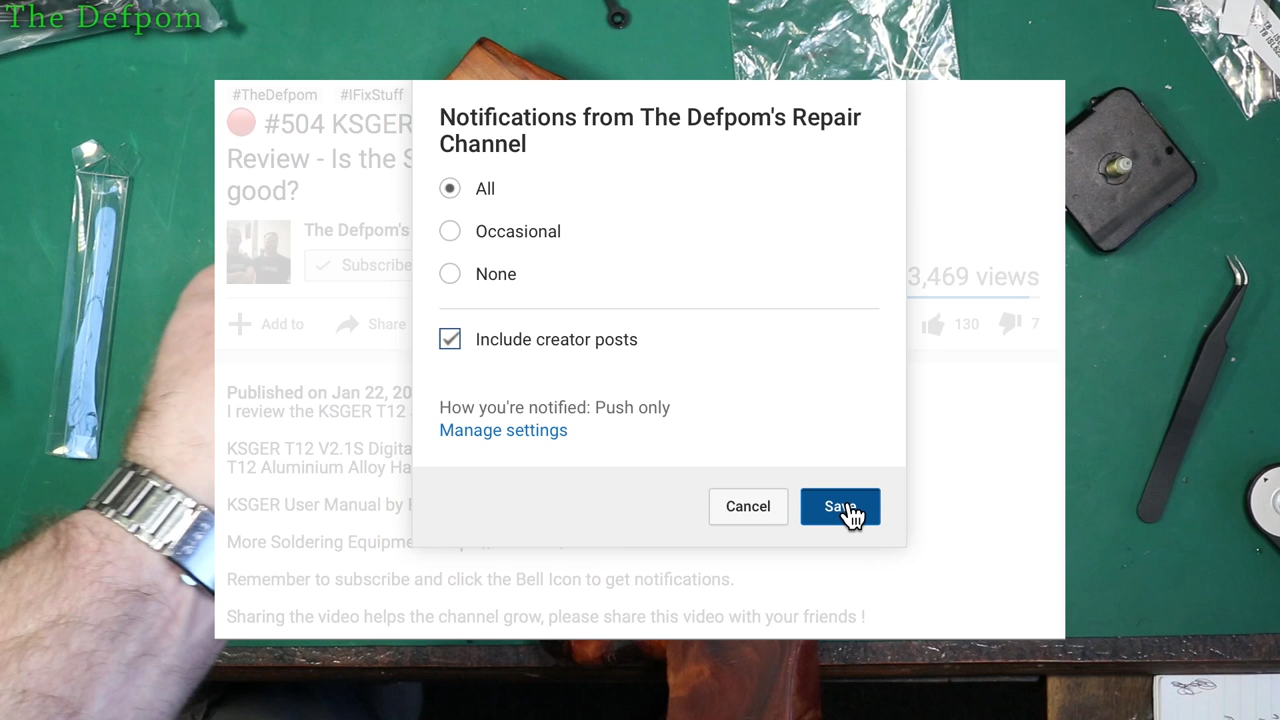 The Defpom
#TheDefpom #IFixStuff
#504 KSGER
Review - Is the S
good?
The Defpom's
Subscribe
3,469 views
Add to Share 130 7
Published on Jan 22, 20
I review the KSGER T12
KSGER T12 V2.1S Digita
T12 Aluminium Alloy Ha
KSGER User Manual by
More Soldering Equipme
Remember to subscribe and click the Bell Icon to get notifications.
Sharing the video helps the channel grow, please share this video with your friends !
Notifications from The Defpom's Repair
Channel
All
Occasional
None
Include creator posts
How you're notified: Push only
Manage settings
Cancel Save